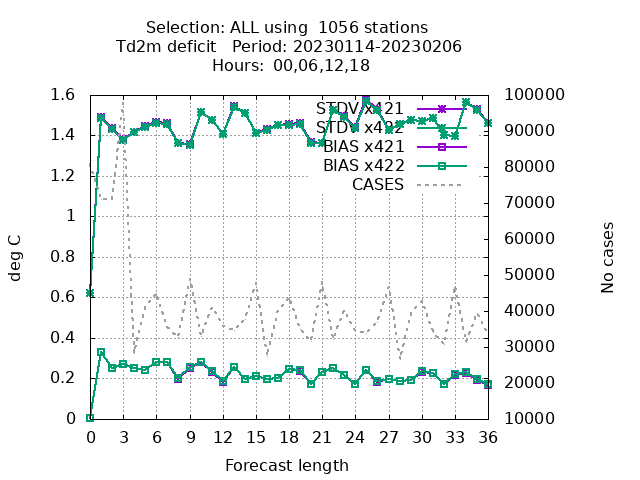 Selection: ALL using  1056 stations
Td2m deficit   Period: 20230114-20230206
Hours:  00,06,12,18
1.6
1.4
1.2
1
0.8
0.6
0.4
0.2
0
deg C
STDV x421
STDV x422
BIAS x421
BIAS x422
CASES
100000
90000
80000
70000
60000
50000
40000
30000
20000
10000
No cases
0 3 6 9 12 15 18 21 24 27 30 33 36
Forecast length